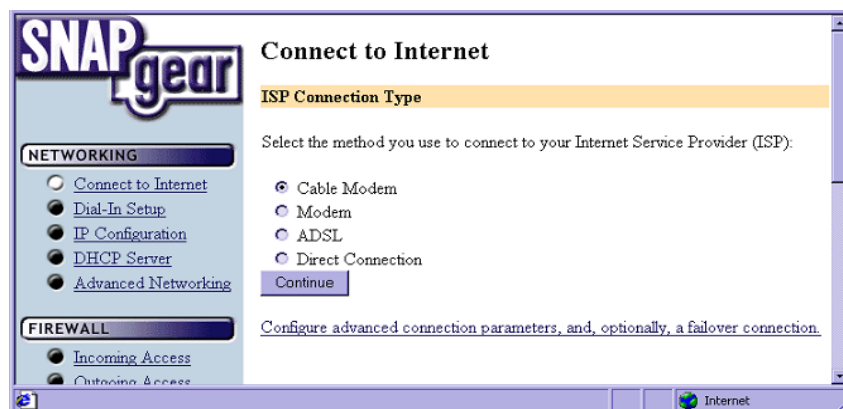 SNAP
gear
NETWORKING
Connect to Internet
Dial-In Setup
IP Configuration
DHCP Server
Advanced Networking
FIREWALL
Incoming Access
Outgoing Access
Connect to Internet
ISP Connection Type
Select the method you use to connect to your Internet Service Provider (ISP):
Cable Modem
Modem
ADSL
Direct Connection
Continue
Configure advanced connection parameters, and, optionally, a failover connection.
Internet